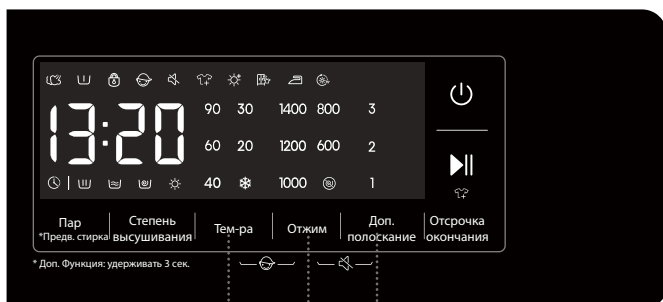 90 30 1400 800 3
13:20
60 20 1200 600 2
40 1000 1
Пар
*Предв. стирка
Степень
высушивания
Тем-ра
Отжим
Доп.
полоскание
Отсрочка
окончания
* Доп. Функция: удерживать 3 сек.